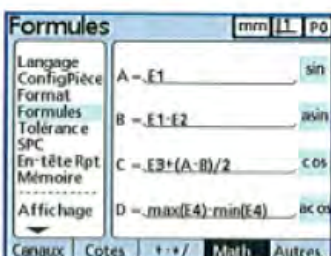 Formules mm 1 P0
Langage
ConfigPièce
Format
Formules
Tolérance
SPC
En-tête Rpt
Mémoire
Affichage
A = E1 sin
B = E1-E2 asin
C = E3+(A-B)/2 cos
D = max(E4)-min(E4) acos
Canaux Cotes +-*/ Math Autres